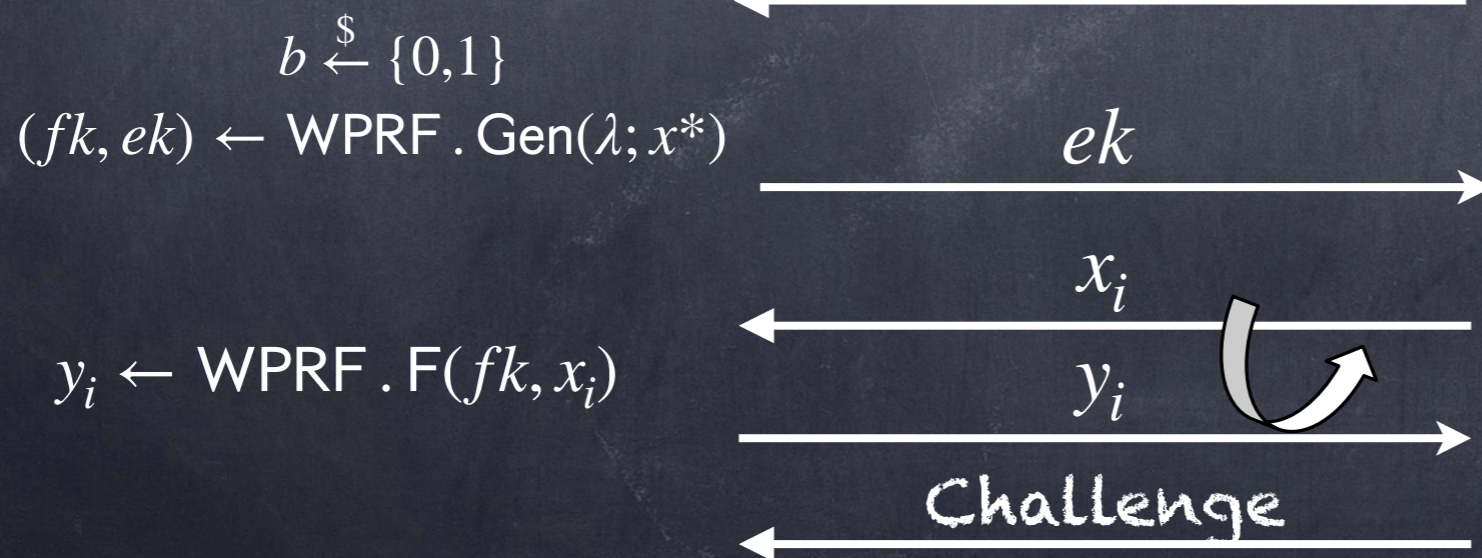 b $← {0,1}
(fk, ek) ← WPRF . Gen(λ; x*)
ek
x_i
y_i ← WPRF . F(fk, x_i)
y_i
Challenge